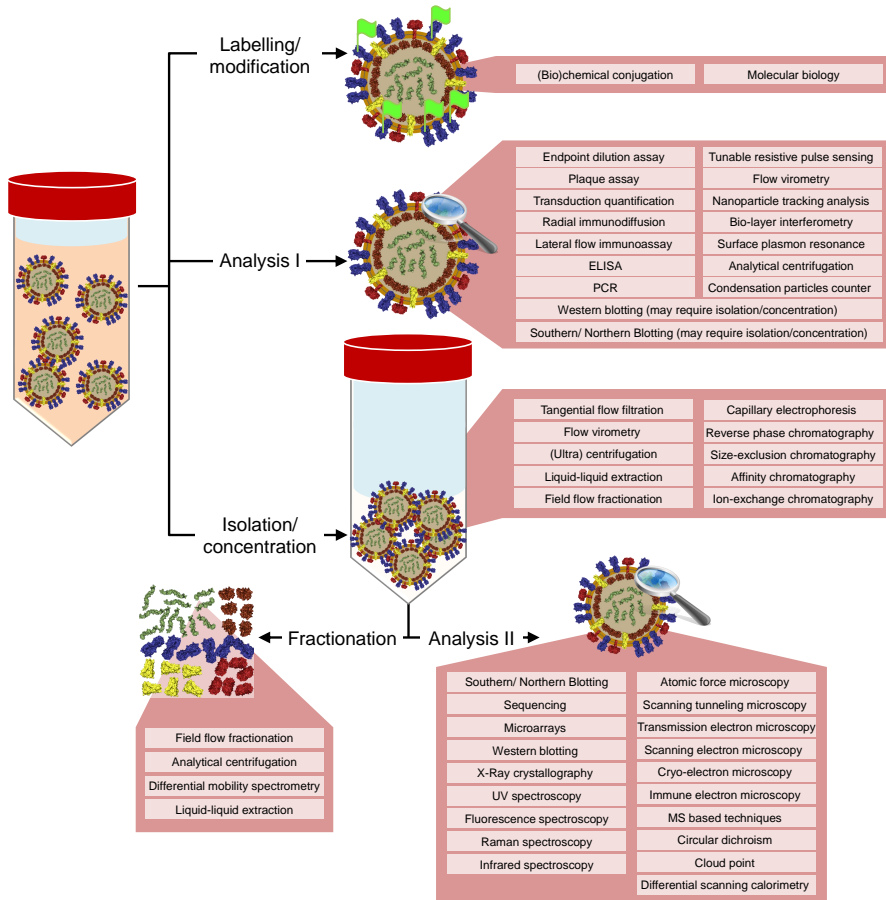 Labelling/
modification
(Bio)chemical conjugation
Molecular biology
Analysis I
Endpoint dilution assay
Plaque assay
Transduction quantification
Radial immunodiffusion
Lateral flow immunoassay
ELISA
PCR
Tunable resistive pulse sensing
Flow virometry
Nanoparticle tracking analysis
Bio-layer interferometry
Surface plasmon resonance
Analytical centrifugation
Condensation particles counter
Western blotting (may require isolation/concentration)
Southern/ Northern Blotting (may require isolation/concentration)
Isolation/
concentration
Tangential flow filtration
Flow virometry
(Ultra) centrifugation
Liquid-liquid extraction
Field flow fractionation
Capillary electrophoresis
Reverse phase chromatography
Size-exclusion chromatography
Affinity chromatography
Ion-exchange chromatography
Fractionation
Field flow fractionation
Analytical centrifugation
Differential mobility spectrometry
Liquid-liquid extraction
Analysis II
Southern/ Northern Blotting
Sequencing
Microarrays
Western blotting
X-Ray crystallography
UV spectroscopy
Fluorescence spectroscopy
Raman spectroscopy
Infrared spectroscopy
Atomic force microscopy
Scanning tunneling microscopy
Transmission electron microscopy
Scanning electron microscopy
Cryo-electron microscopy
Immune electron microscopy
MS based techniques
Circular dichroism
Cloud point
Differential scanning calorimetry